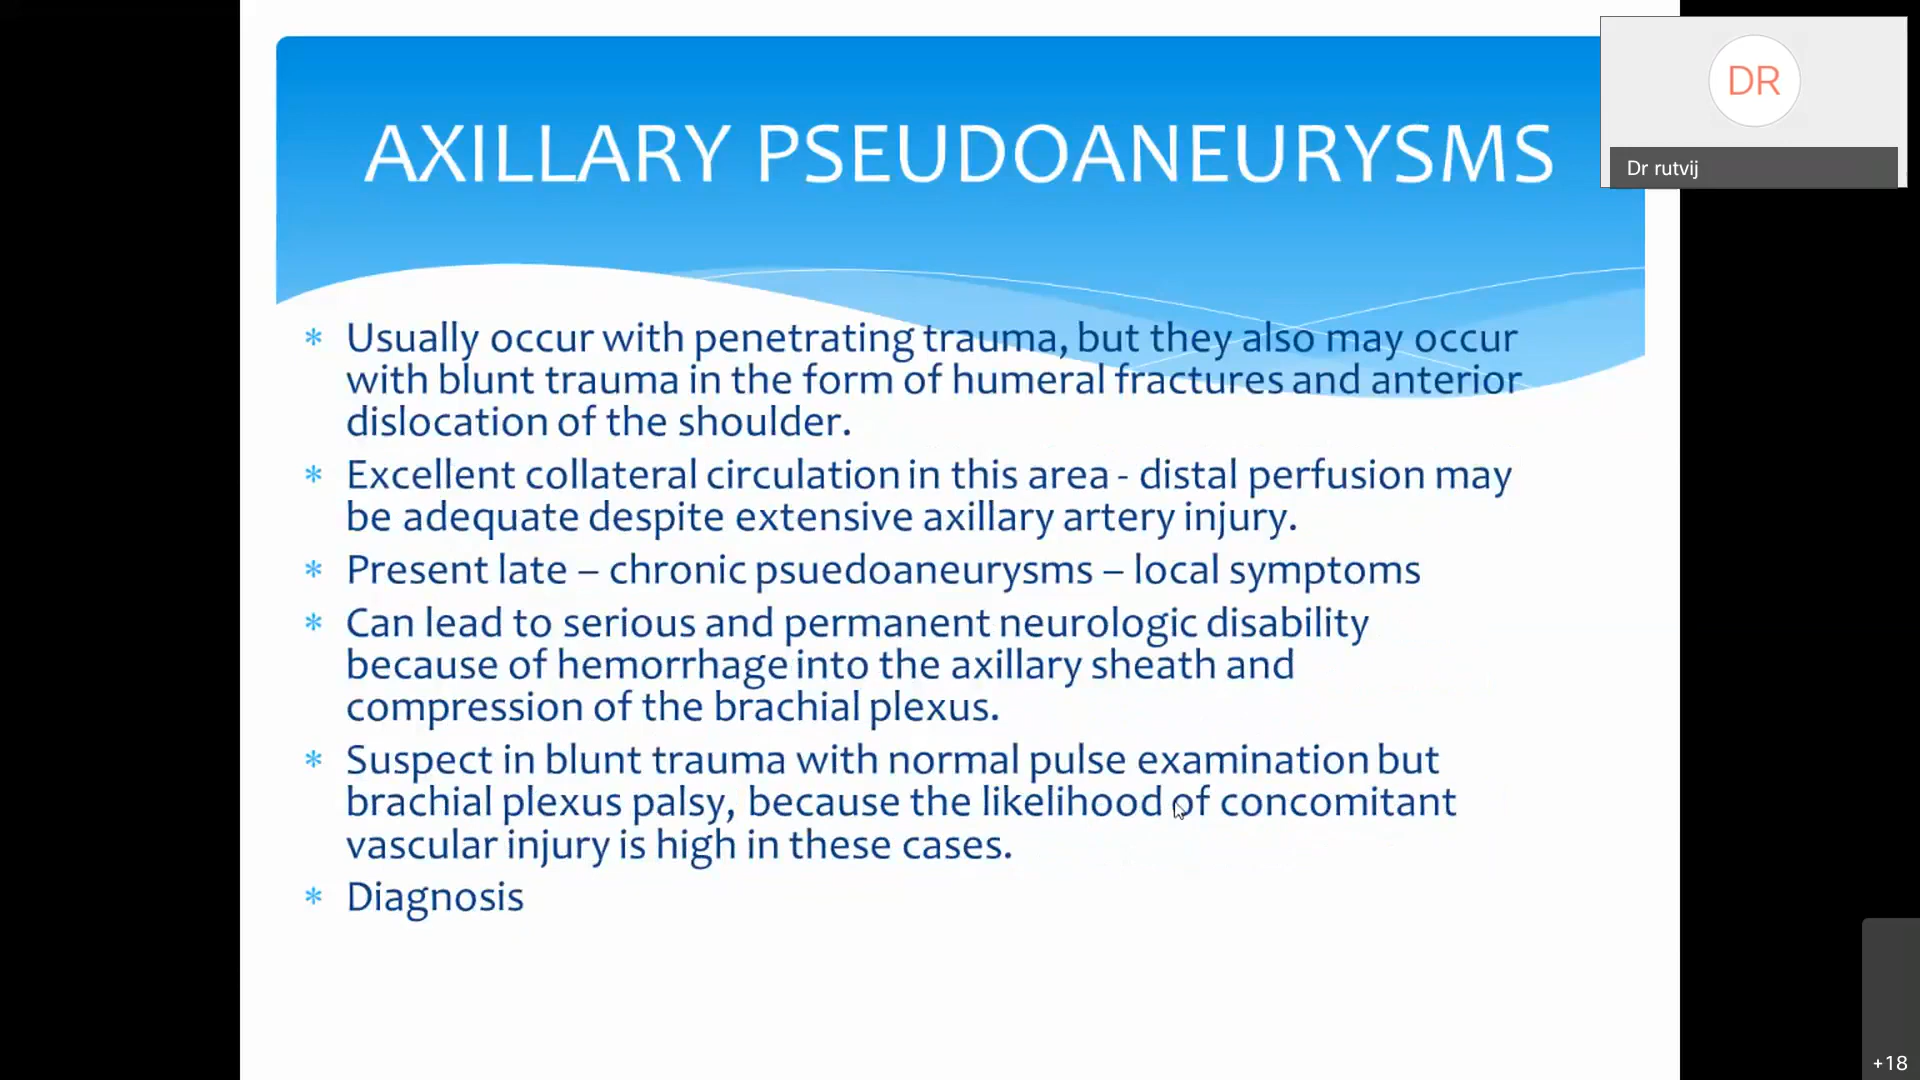 AXILLARY PSEUDOANEURYSMS
DR
Dr rutvij
* Usually occur with penetrating trauma, but they also may occur
with blunt trauma in the form of humeral fractures and anterior
dislocation of the shoulder.
* Excellent collateral circulation in this area - distal perfusion may
be adequate despite extensive axillary artery injury.
* Present late – chronic psuedoaneurysms – local symptoms
* Can lead to serious and permanent neurologic disability
because of hemorrhage into the axillary sheath and
compression of the brachial plexus.
* Suspect in blunt trauma with normal pulse examination but
brachial plexus palsy, because the likelihood of concomitant
vascular injury is high in these cases.
* Diagnosis
+18